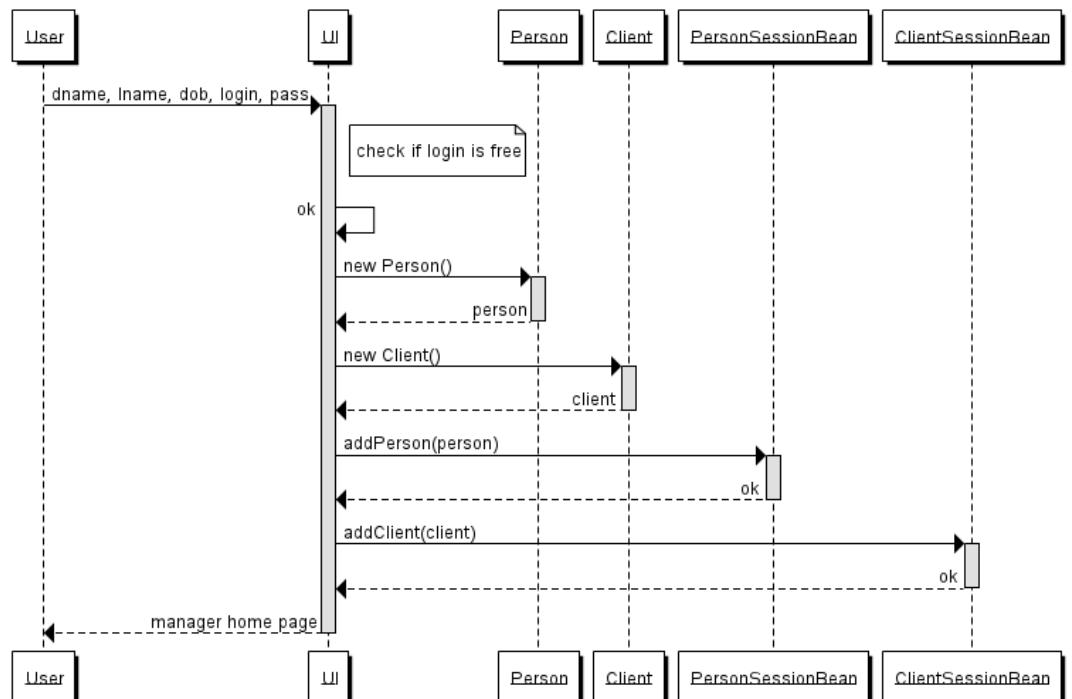 User
UI
Person
Client
PersonSessionBean
ClientSessionBean
dname, lname, dob, login, pass
check if login is free
ok
new Person()
person
new Client()
client
addPerson(person)
ok
addClient(client)
ok
manager home page
User
UI
Person
Client
PersonSessionBean
ClientSessionBean